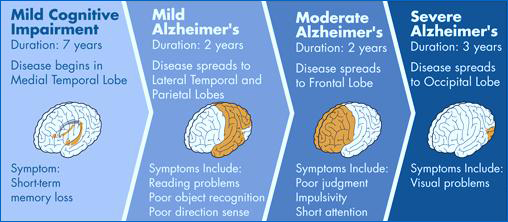 Mild Cognitive
Impairment
Duration: 7 years
Disease begins in
Medial Temporal Lobe
Symptom:
Short-term
memory loss
Mild
Alzheimer's
Duration: 2 years
Disease spreads to
Lateral Temporal and
Parietal Lobes
Symptoms Include:
Reading problems
Poor object recognition
Poor direction sense
Moderate
Alzheimer's
Duration: 2 years
Disease spreads
to Frontal Lobe
Symptoms Include:
Poor judgment
Impulsivity
Short attention
Severe
Alzheimer's
Duration: 3 years
Disease spreads
to Occipital Lobe
Symptoms Include:
Visual problems